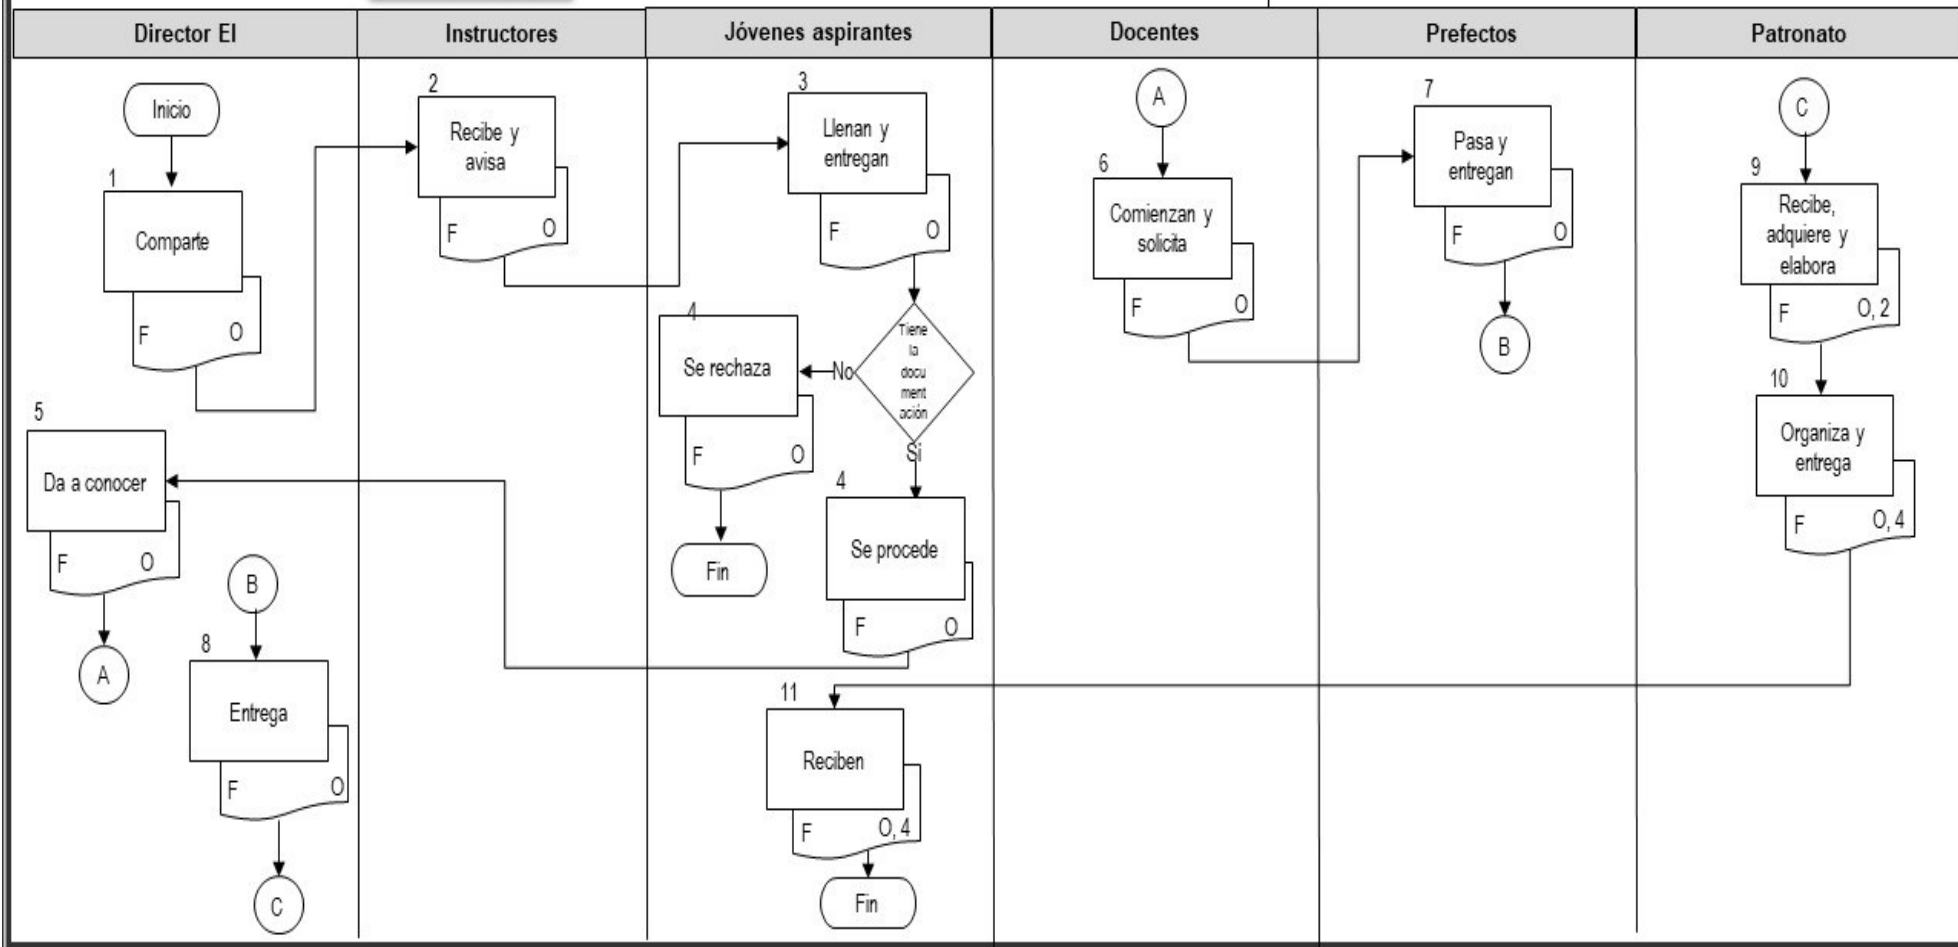 Director EI
Instructores
Jóvenes aspirantes
Docentes
Prefectos
Patronato
Inicio
1
Comparte
F
O
2
Recibe y
avisa
F
O
3
Llenan y
entregan
F
O
Tiene
la
docu
ment
ación
No
Si
4
Se rechaza
F
O
Fin
4
Se procede
F
O
5
Da a conocer
F
O
A
A
6
Comienzan y
solicita
F
O
7
Pasa y
entregan
F
O
B
B
8
Entrega
F
O
C
C
9
Recibe,
adquiere y
elabora
F
O, 2
10
Organiza y
entrega
F
O, 4
11
Reciben
F
O, 4
Fin